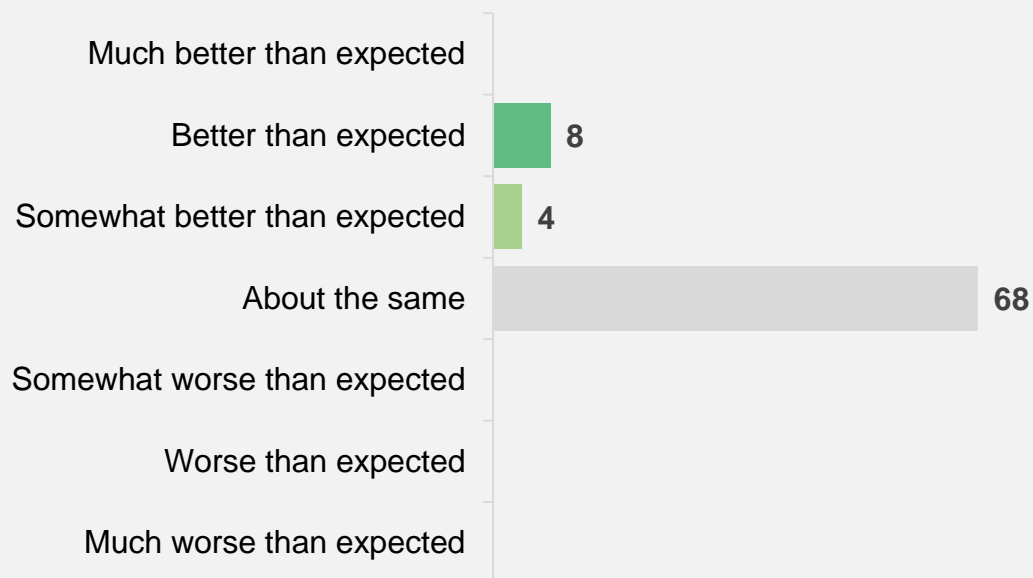 Much better than expected
Better than expected 8
Somewhat better than expected 4
About the same 68
Somewhat worse than expected
Worse than expected
Much worse than expected